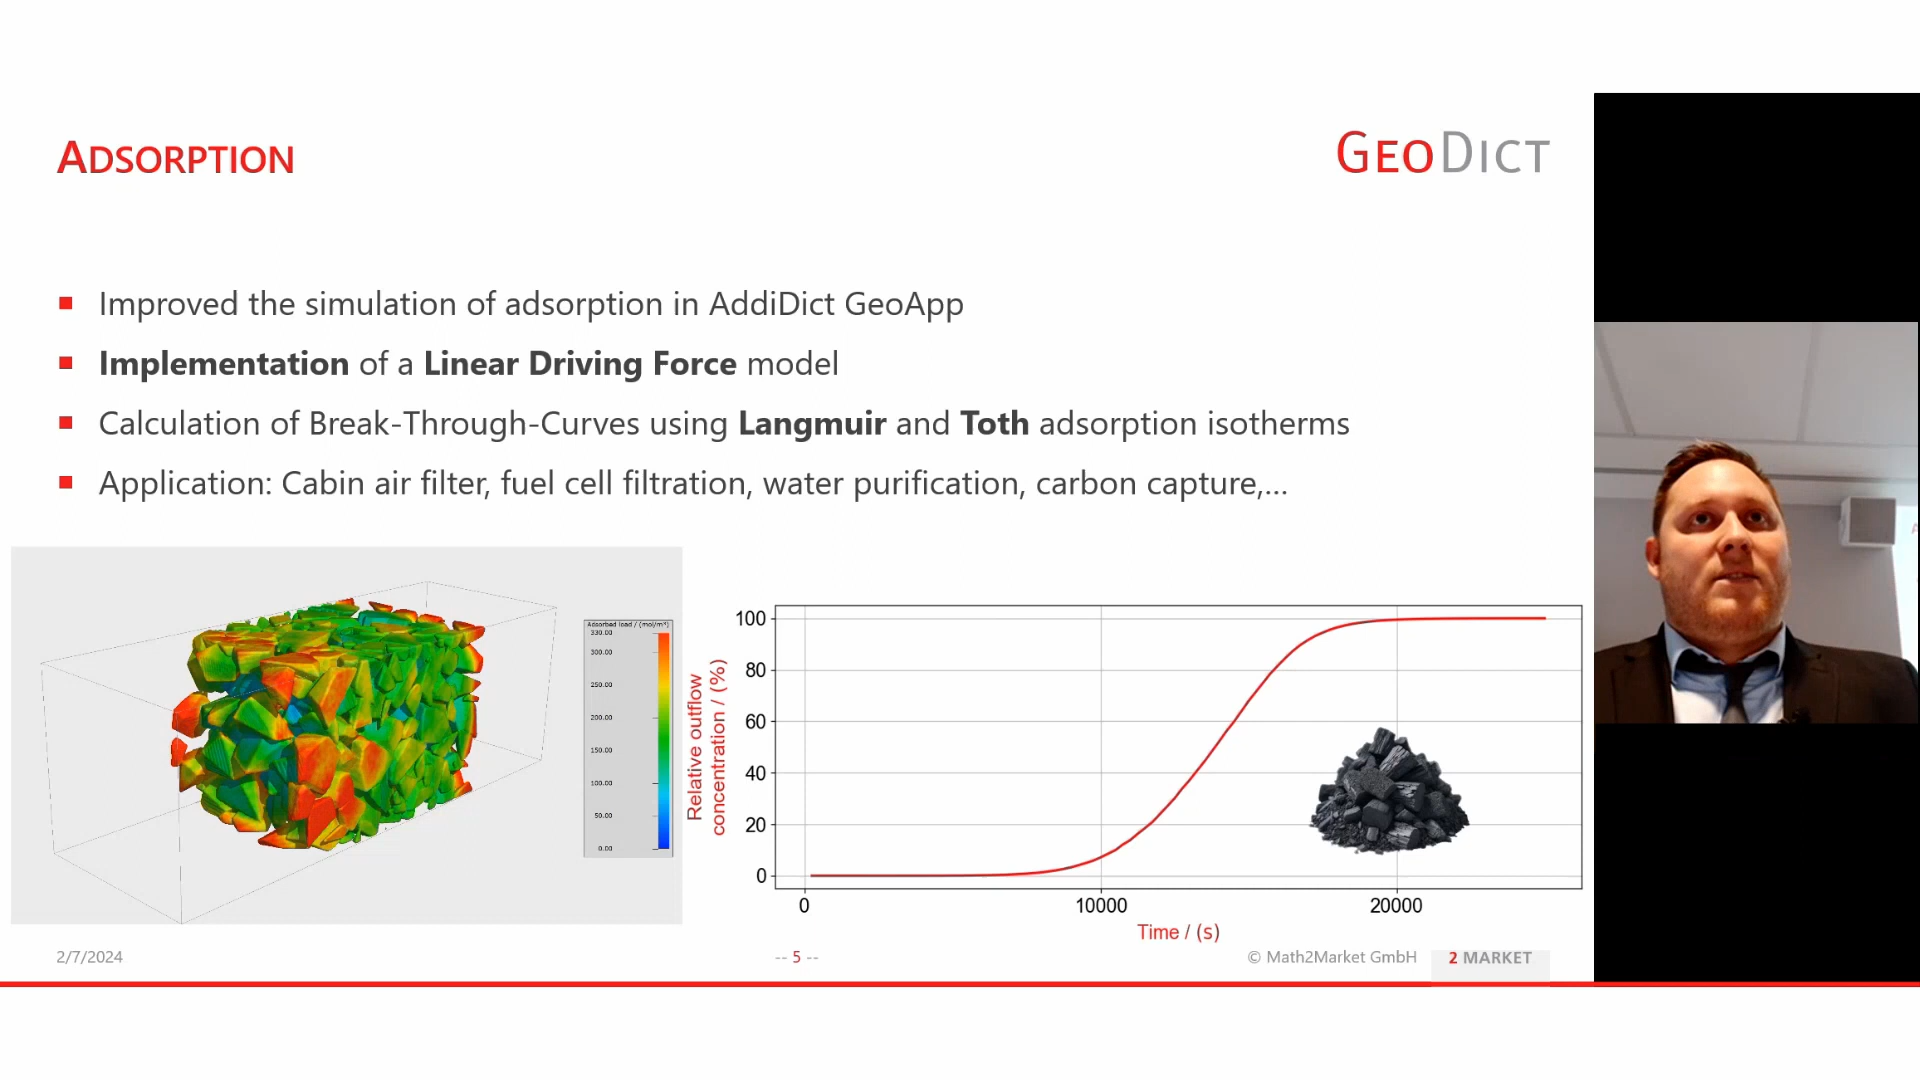 ADSORPTION
GEODICT
Improved the simulation of adsorption in AddiDict GeoApp
Implementation of a Linear Driving Force model
Calculation of Break-Through-Curves using Langmuir and Toth adsorption isotherms
Application: Cabin air filter, fuel cell filtration, water purification, carbon capture,...
Adsorbed load / (mol/m³)
330.00
300.00
250.00
200.00
150.00
100.00
50.00
0.00
Relative outflow
concentration / (%)
100
80
60
40
20
0
0 10000 20000
Time / (s)
2/7/2024
-- 5 --
© Math2Market GmbH
2 MARKET